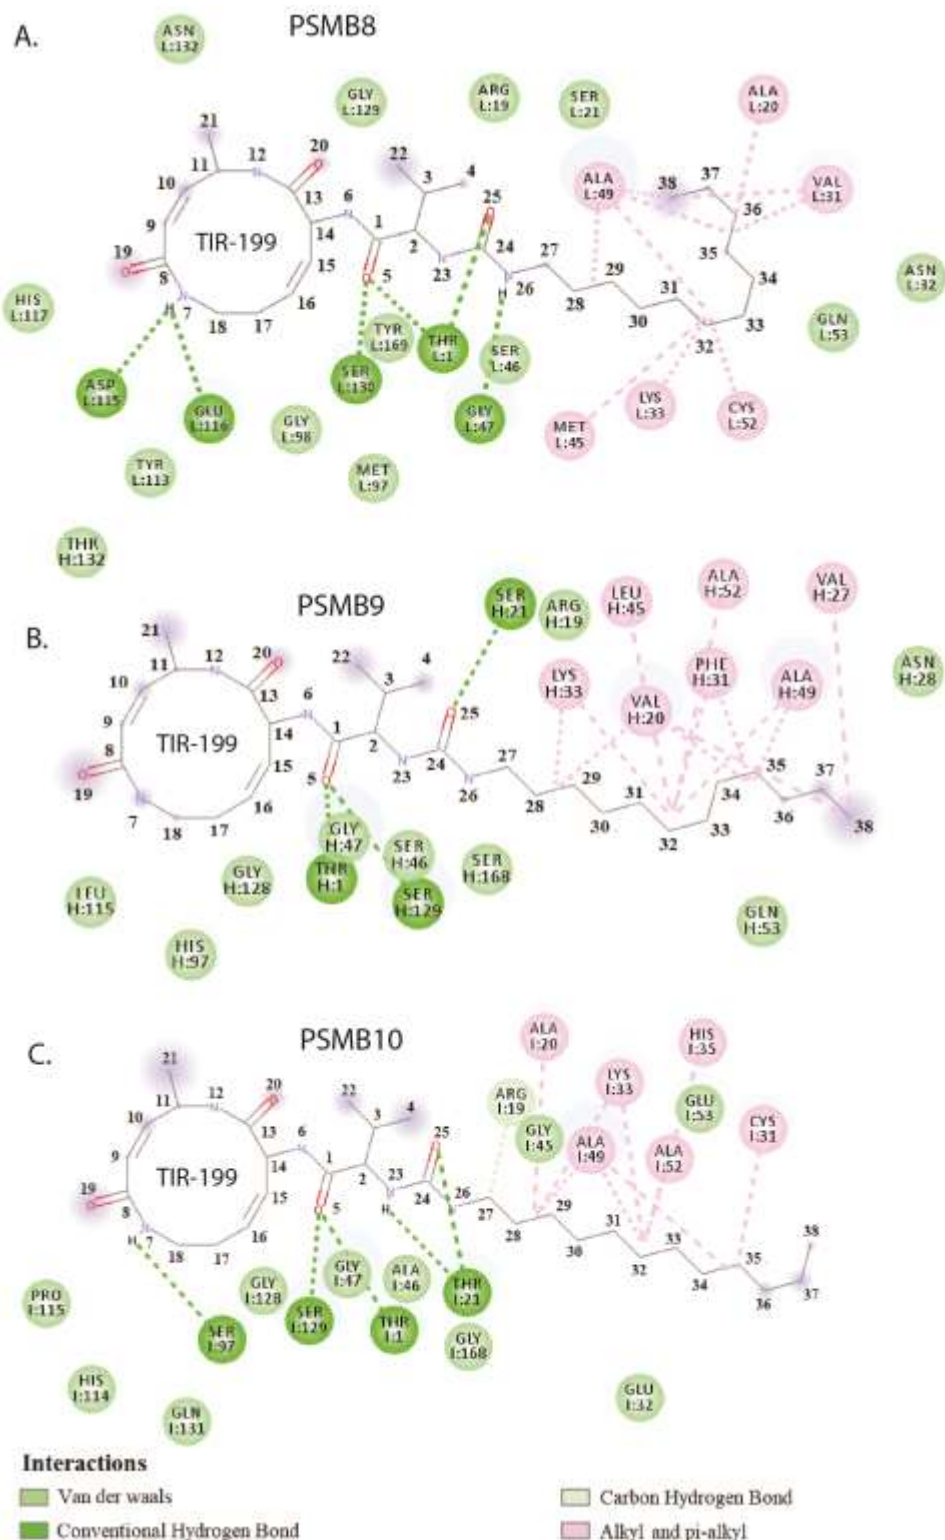 A.
PSMB8
ASN
L:132
GLY
L:129
ARG
L:19
SER
L:21
ALA
L:20
21
12
20
22
3
4
25
ALA
L:49
38
37
VAL
L:31
10
11
13
6
36
9
TIR-199
14
1
2
24
27
35
19
8
15
5
23
26
29
34
ASN
L:32
HIS
L:117
H 7
16
H
28
31
33
GLN
L:53
18
17
TYR
L:169
THR
L:1
SER
L:46
30
32
ASP
L:115
GLU
L:116
SER
L:130
GLY
L:47
LYS
L:33
CYS
L:52
GLY
L:98
MET
L:45
TYR
L:113
MET
L:97
THR
H:132
B.
PSMB9
SER
H:21
ARG
H:19
LEU
H:45
ALA
H:52
VAL
H:27
21
12
20
22
3
4
LYS
H:33
PHE
H:31
ALA
H:49
ASN
H:28
10
11
13
6
25
VAL
H:20
9
TIR-199
14
1
2
24
27
8
15
23
26
29
31
34
35
37
19
7
16
5
28
30
32
33
36
38
18
17
GLY
H:47
SER
H:46
SER
H:168
GLY
H:128
THR
H:1
SER
H:129
LEU
H:115
GLN
H:53
HIS
H:97
C.
PSMB10
ALA
I:20
HIS
I:35
LYS
I:33
ARG
I:19
GLU
I:53
GLY
I:45
ALA
I:49
ALA
I:52
CYS
I:31
21
12
20
22
3
4
25
10
11
13
6
9
TIR-199
14
1
2
23
H
24
26
27
29
31
33
35
38
19
8
15
5
28
30
32
34
36
37
H 7
16
18
17
PRO
I:115
GLY
I:128
GLY
I:47
ALA
I:46
THR
I:21
SER
I:97
SER
I:129
THR
I:1
GLY
I:168
HIS
I:114
GLN
I:131
GLU
I:32
Interactions
Van der waals
Carbon Hydrogen Bond
Conventional Hydrogen Bond
Alkyl and pi-alkyl